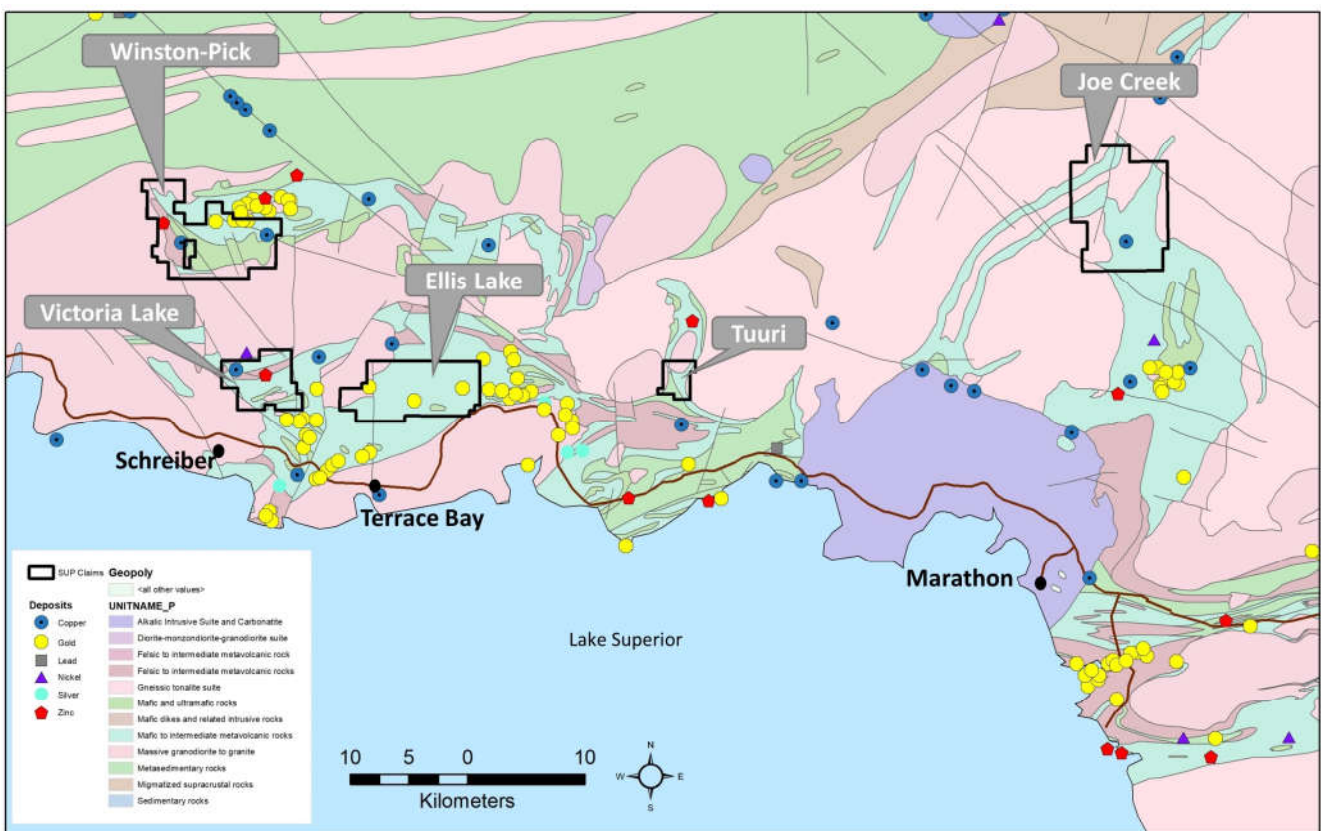 Winston-Pick
Joe Creek
Ellis Lake
Victoria Lake
Tuuri
Schreiber
Terrace Bay
Marathon
Lake Superior
SUP Claims
Deposits
Copper
Gold
Lead
Nickel
Silver
Zinc
Geopoly
<all other values>
UNITNAME_P
Alkalic Intrusive Suite and Carbonatite
Diorite-monzondiorite-granodiorite suite
Felsic to intermediate metavolcanic rock
Felsic to intermediate metavolcanic rocks
Gneissic tonalite suite
Mafic and ultramafic rocks
Mafic dikes and related intrusive rocks
Mafic to intermediate metavolcanic rocks
Massive granodiorite to granite
Metasedimentary rocks
Migmatized supracrustal rocks
Sedimentary rocks
10 5 0 10
Kilometers
N
W E
S